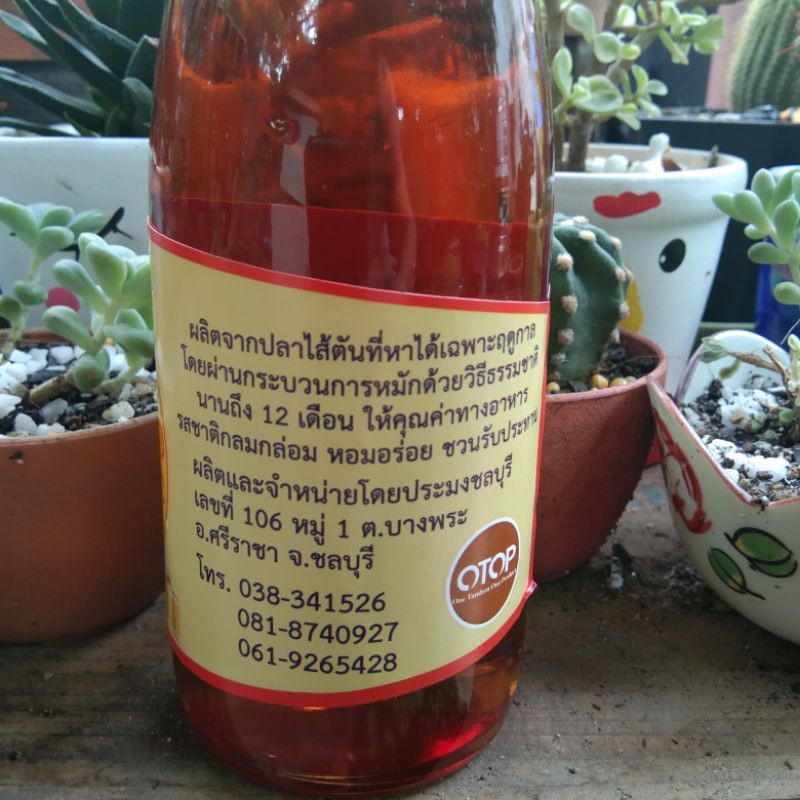 ผลิตจากปลาไส้ตันที่หาได้เฉพาะฤดูกาล
โดยผ่านกระบวนการหมักด้วยวิธีธรรมชาติ
นานถึง 12 เดือน ให้คุณค่าทางอาหาร
รสชาติกลมกล่อม หอมอร่อย ชวนรับประทาน
ผลิตและจำหน่ายโดยประมงชลบุรี
เลขที่ 106 หมู่ 1 ต.บางพระ
อ.ศรีราชา จ.ชลบุรี
โทร. 038-341526
081-8740927
061-9265428
OTOP
One Tambon One Product